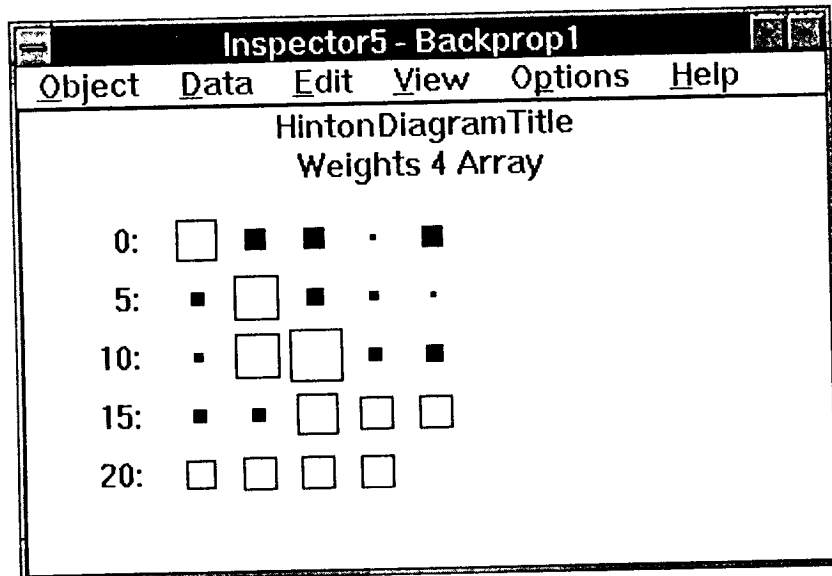 Inspector5 - Backprop1
Object Data Edit View Options Help
HintonDiagramTitle
Weights 4 Array
0:
5:
10:
15:
20: